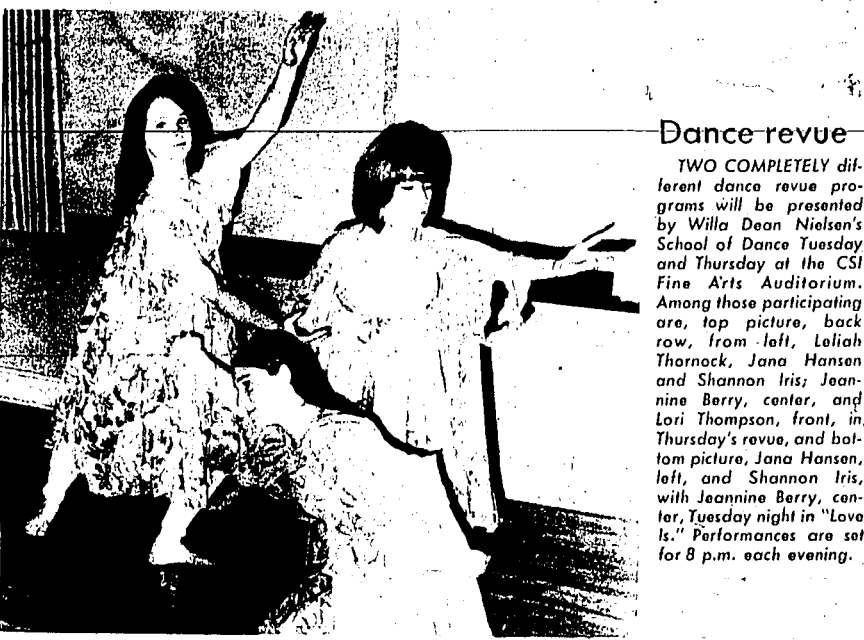 Dance revue
TWO COMPLETELY dif-
ferent dance revue pro-
grams will be presented
by Willa Dean Nielsen's
School of Dance Tuesday
and Thursday at the CSI
Fine Arts Auditorium.
Among those participating
are, top picture, back
row, from left, Leliah
Thornock, Jana Hansen
and Shannon Iris; Jean-
nine Berry, center, and
Lori Thompson, front, in
Thursday's revue, and bot-
tom picture, Jana Hansen,
left, and Shannon Iris,
with Jeannine Berry, cen-
ter, Tuesday night in "Love
Is." Performances are set
for 8 p.m. each evening.